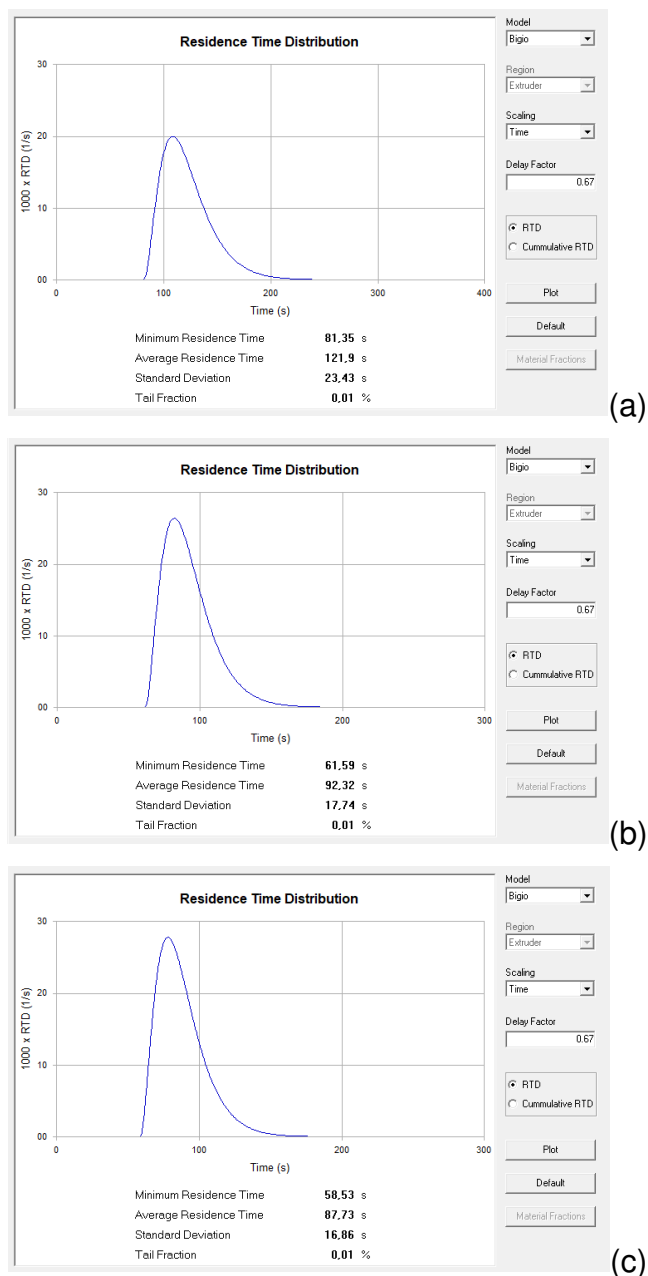 Residence Time Distribution
1000 x RTD (1/s)
30
20
10
00
0 100 200 300 400
Time (s)
Minimum Residence Time 81,35 s
Average Residence Time 121,9 s
Standard Deviation 23,43 s
Tail Fraction 0,01 %
Model
Bigio
Region
Extruder
Scaling
Time
Delay Factor
0.67
RTD
Cummulative RTD
Plot
Default
Material Fractions
(a)
Residence Time Distribution
1000 x RTD (1/s)
30
20
10
00
0 100 200 300
Time (s)
Minimum Residence Time 61,59 s
Average Residence Time 92,32 s
Standard Deviation 17,74 s
Tail Fraction 0,01 %
Model
Bigio
Region
Extruder
Scaling
Time
Delay Factor
0.67
RTD
Cummulative RTD
Plot
Default
Material Fractions
(b)
Residence Time Distribution
1000 x RTD (1/s)
30
20
10
00
0 100 200 300
Time (s)
Minimum Residence Time 58,53 s
Average Residence Time 87,73 s
Standard Deviation 16,86 s
Tail Fraction 0,01 %
Model
Bigio
Region
Extruder
Scaling
Time
Delay Factor
0.67
RTD
Cummulative RTD
Plot
Default
Material Fractions
(c)